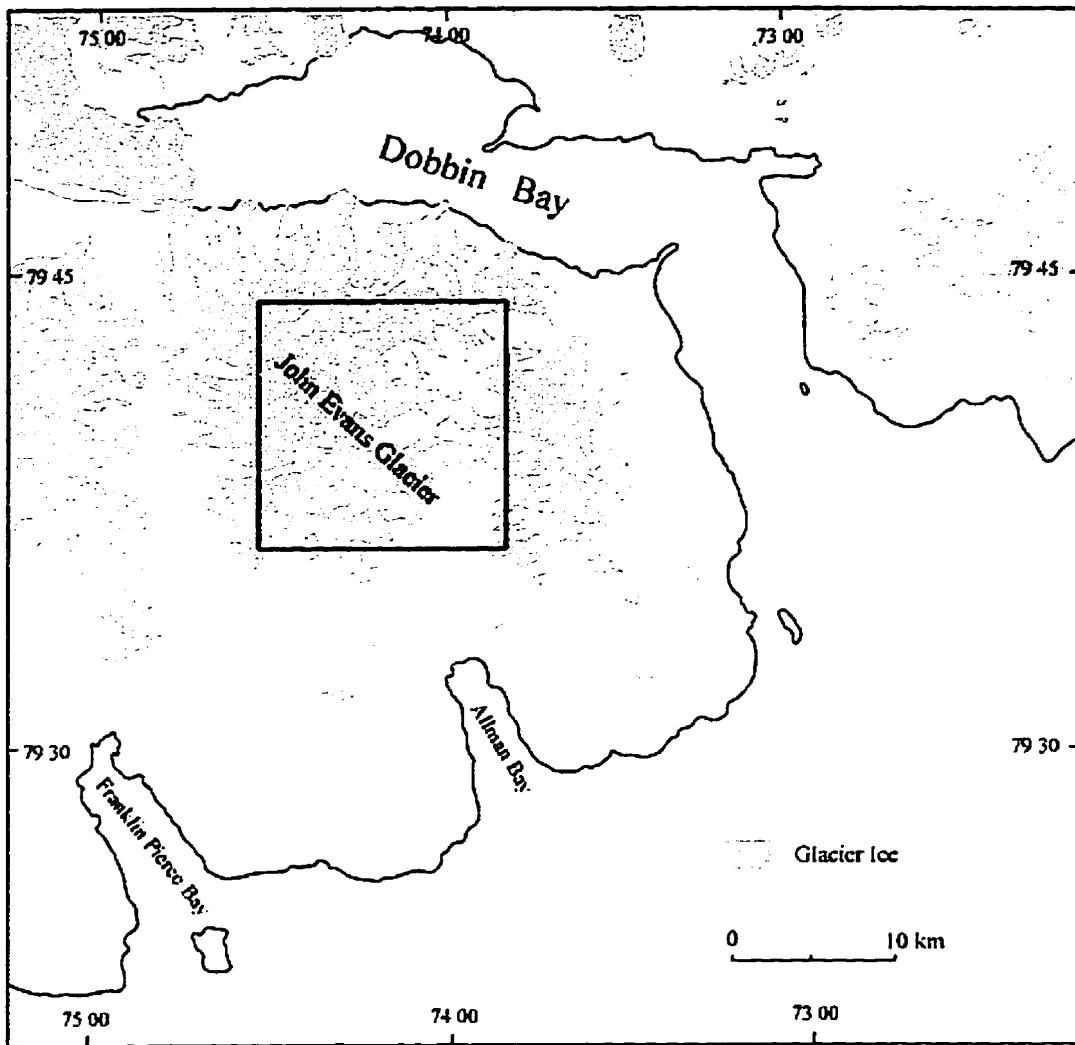 75 00
74 00
73 00
Dobbin Bay
79 45
79 45
John Evans Glacier
79 30
79 30
Allman Bay
Franklin Pierce Bay
Glacier Ice
0
10 km
75 00
74 00
73 00